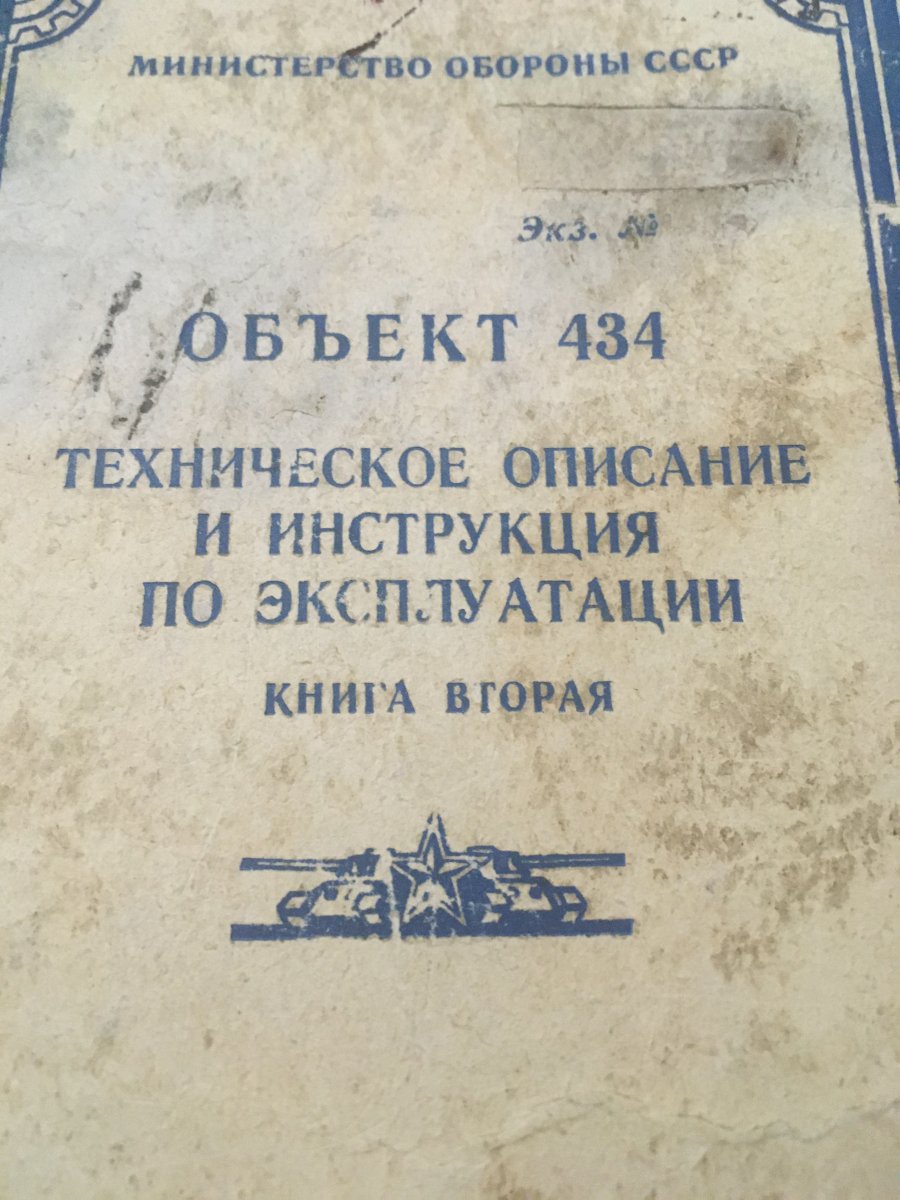 МИНИСТЕРСТВО ОБОРОНЫ СССР
Экз. №
ОБЪЕКТ 434
ТЕХНИЧЕСКОЕ ОПИСАНИЕ
И ИНСТРУКЦИЯ
ПО ЭКСПЛУАТАЦИИ
КНИГА ВТОРАЯ